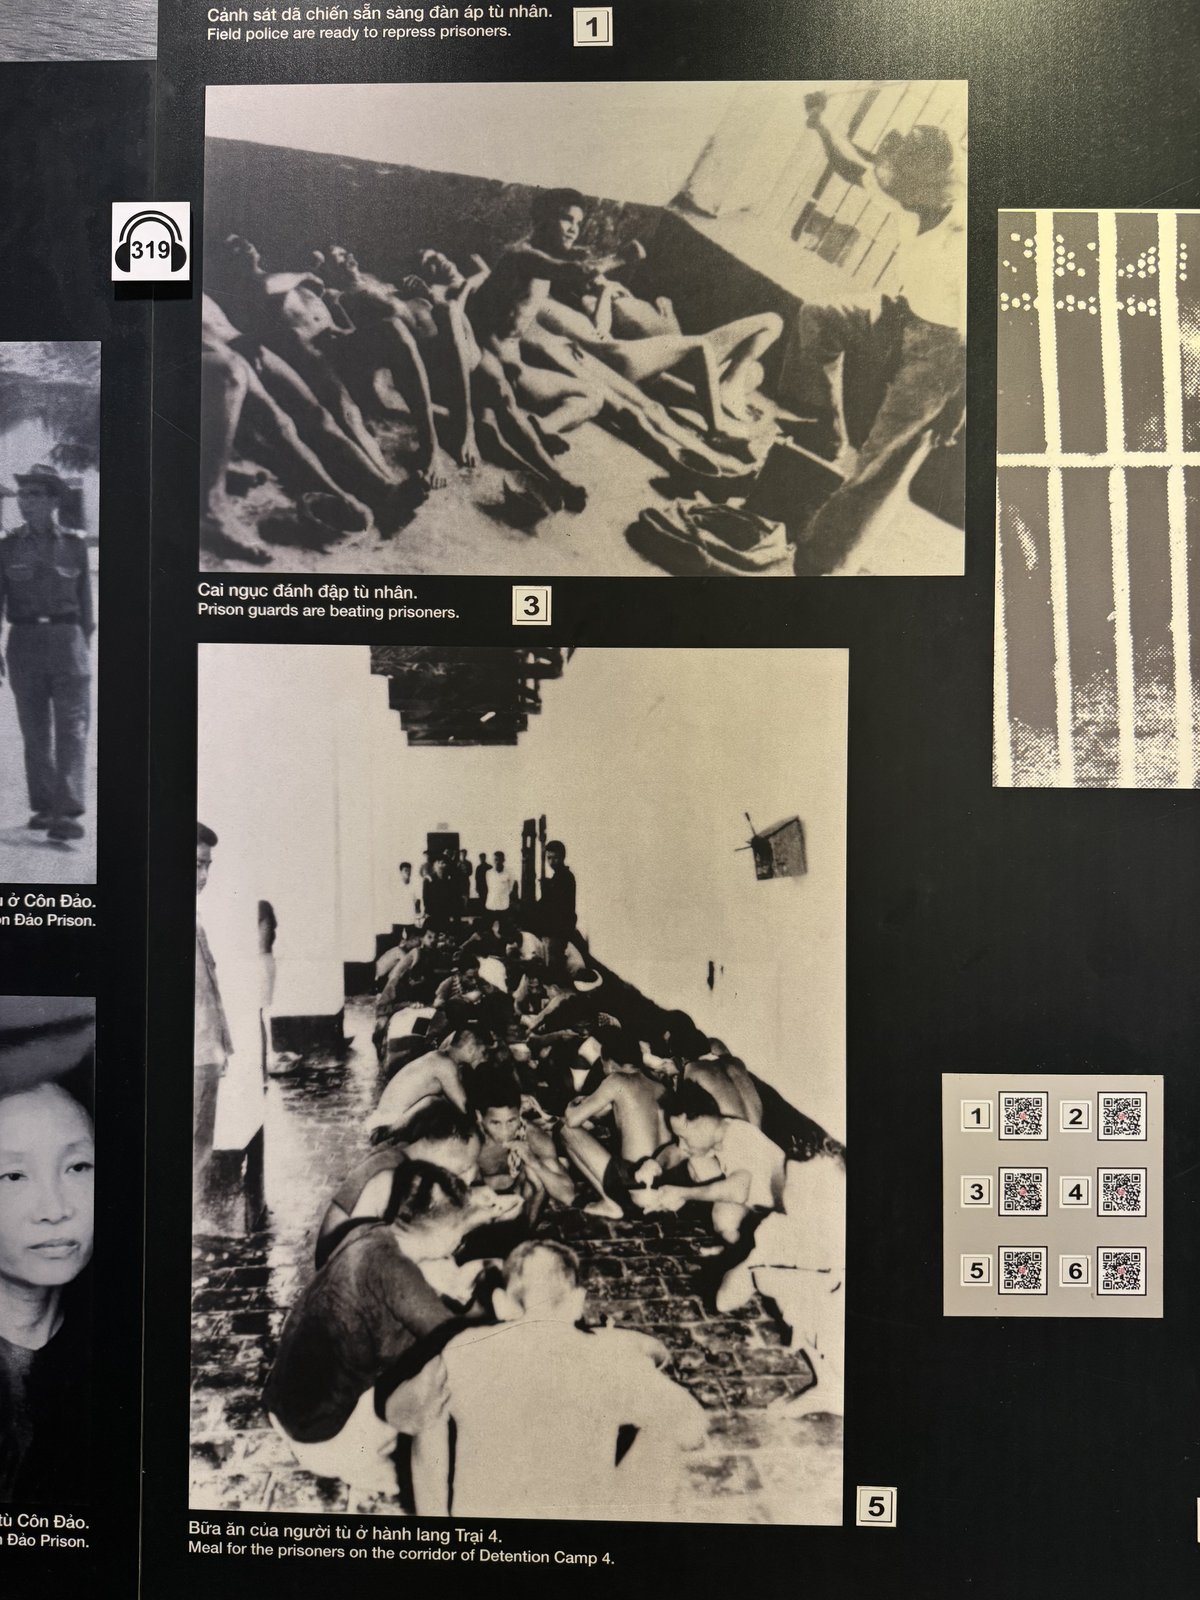 Cảnh sát dã chiến sẵn sàng đàn áp tù nhân.
Field police are ready to repress prisoners.
1
319
Cai ngục đánh đập tù nhân.
Prison guards are beating prisoners.
3
ở Côn Đảo.
Đảo Prison.
1
2
3
4
5
6
5
tù Côn Đảo.
Đảo Prison.
Bữa ăn của người tù ở hành lang Trại 4.
Meal for the prisoners on the corridor of Detention Camp 4.